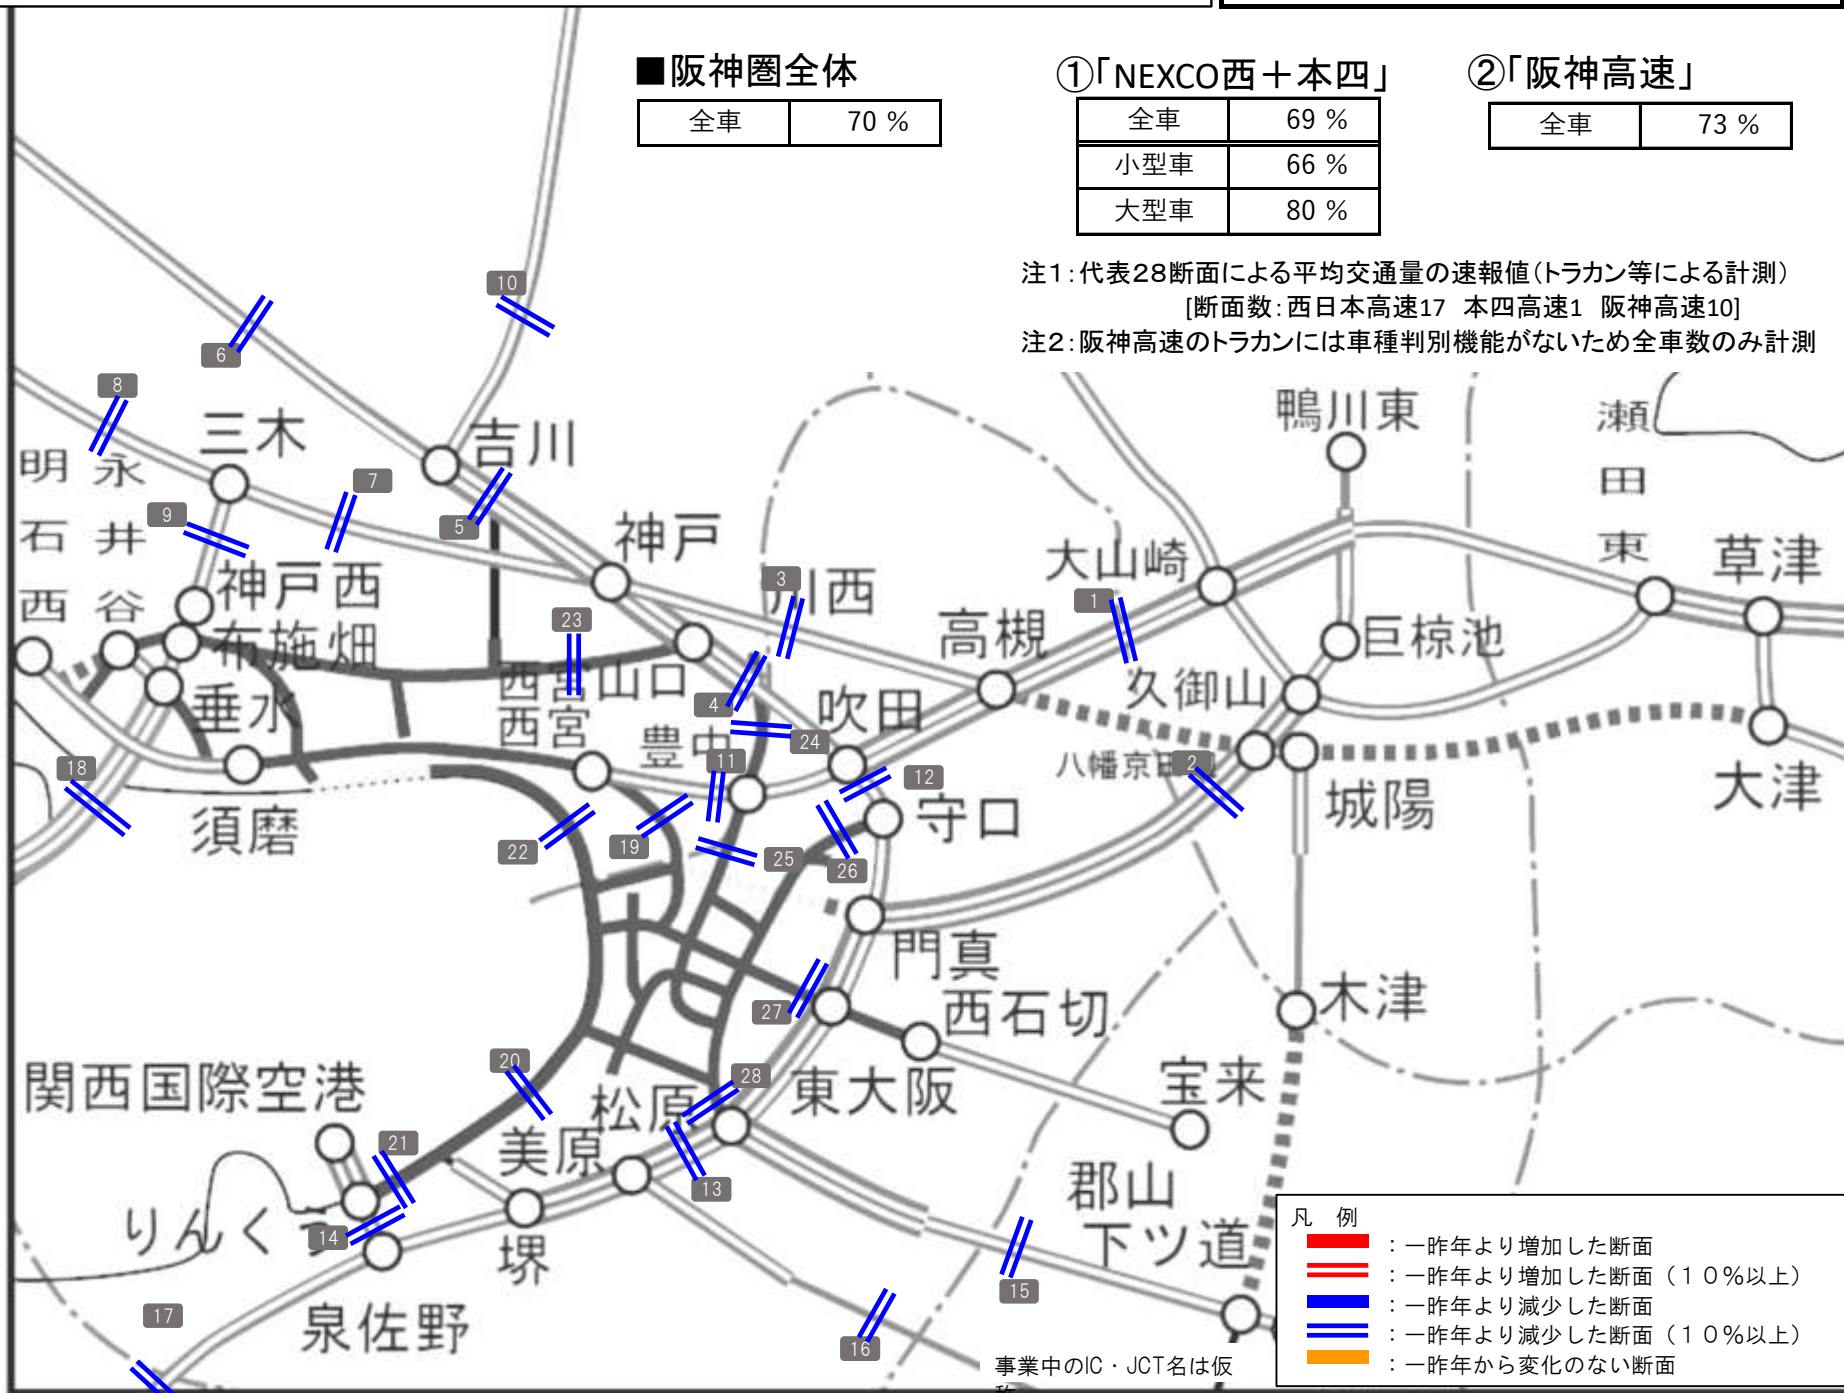 ■阪神圏全体
全車 70 %
①「NEXCO西＋本四」
全車 69 %
小型車 66 %
大型車 80 %
②「阪神高速」
全車 73 %
注1：代表28断面による平均交通量の速報値（トラカン等による計測）
[断面数：西日本高速17 本四高速1 阪神高速10]
注2：阪神高速のトラカンには車種判別機能がないため全車数のみ計測
10
6
8
三木
吉川
鴨川東
瀬田東
明石西
永井谷
7
9
5
神戸
大山崎
草津
神戸西
3
川西
1
高槻
23
布施畑
巨椋池
西宮山口
久御山
垂水
西宮
4
吹田
豊中
24
八幡京田
2
18
11
12
大津
須磨
守口
城陽
22
19
25
26
門真
27
西石切
木津
20
関西国際空港
松原
28
東大阪
宝来
21
美原
13
郡山
下ツ道
りんくう
14
堺
15
17
泉佐野
16
事業中のIC・JCT名は仮
称
凡 例
：一昨年より増加した断面
：一昨年より増加した断面（１０％以上）
：一昨年より減少した断面
：一昨年より減少した断面（１０％以上）
：一昨年から変化のない断面